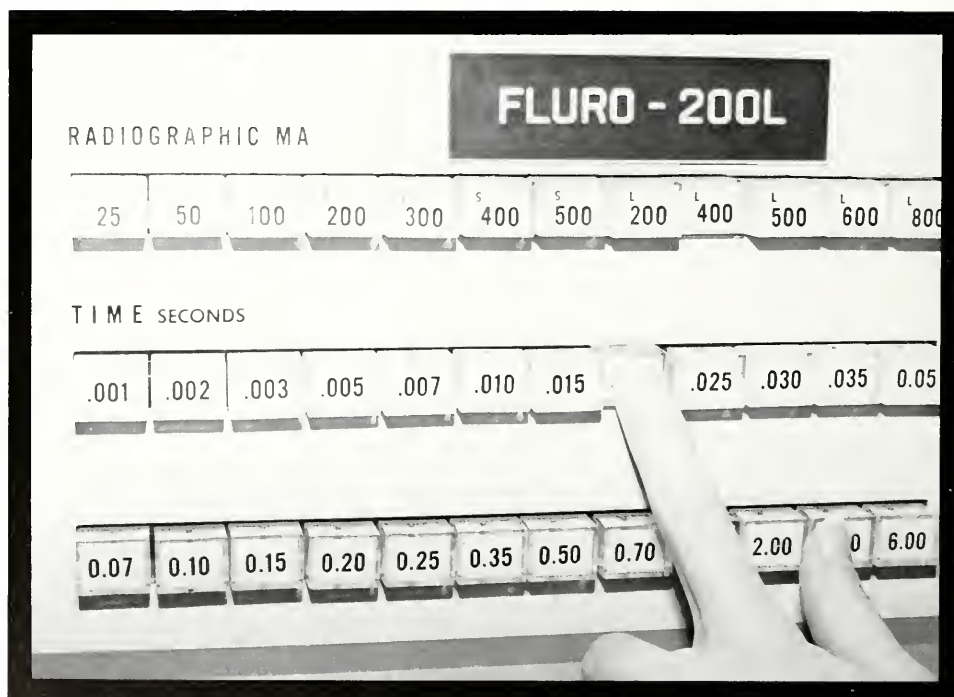 FLURO - 200L
RADIOGRAPHIC MA
25 50 100 200 300 S 400 S 500 L 200 L 400 L 500 L 600 L 800
TIME SECONDS
.001 .002 .003 .005 .007 .010 .015 .025 .030 .035 0.05
0.07 0.10 0.15 0.20 0.25 0.35 0.50 0.70 2.00 0 6.00